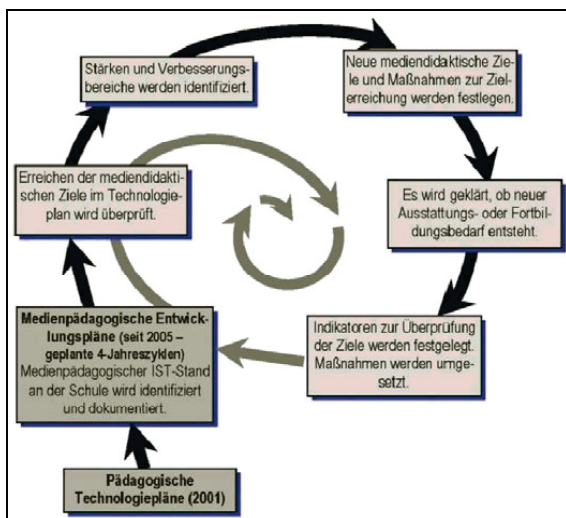 Stärken und Verbesserungs-
bereiche werden identifiziert.
Neue mediendidaktische Ziele
und Maßnahmen zur Ziel-
erreichung werden festlegen.
Es wird geklärt, ob neuer
Ausstattungs- oder Fortbil-
dungsbedarf entsteht.
Indikatoren zur Überprüfung
der Ziele werden festgelegt.
Maßnahmen werden umge-
setzt.
Erreichen der mediendidakti-
schen Ziele im Technologie-
plan wird überprüft.
Medienpädagogische Entwick-
lungspläne (seit 2005 –
geplante 4-Jahreszyklen)
Medienpädagogischer IST-Stand
an der Schule wird identifiziert
und dokumentiert.
Pädagogische
Technologiepläne (2001)